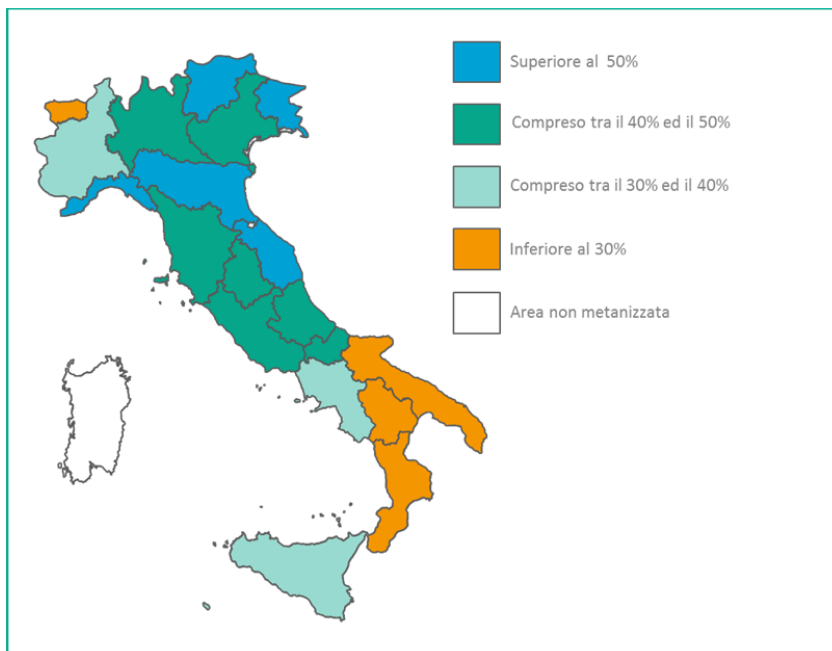 Superiore al 50%
Compreso tra il 40% ed il 50%
Compreso tra il 30% ed il 40%
Inferiore al 30%
Area non metanizzata